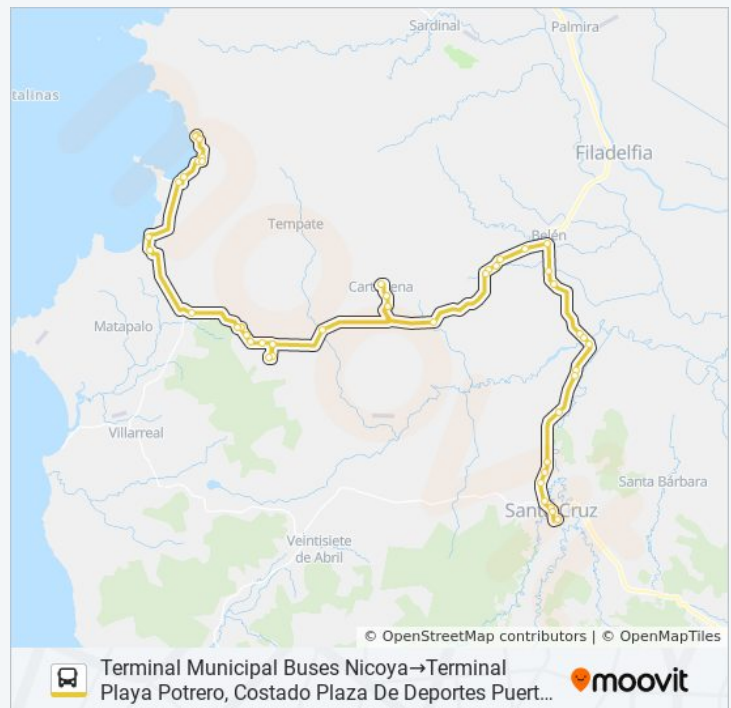 Sardinal
Palmira
talinas
Filadelfia
Tempate
Belén
Cartagena
Matapalo
Villarreal
Santa Bárbara
Santa Cruz
Veintisiete
de Abril
© OpenStreetMap contributors | © OpenMapTiles
Terminal Municipal Buses Nicoya→Terminal
Playa Potrero, Costado Plaza De Deportes Puert...
moovit